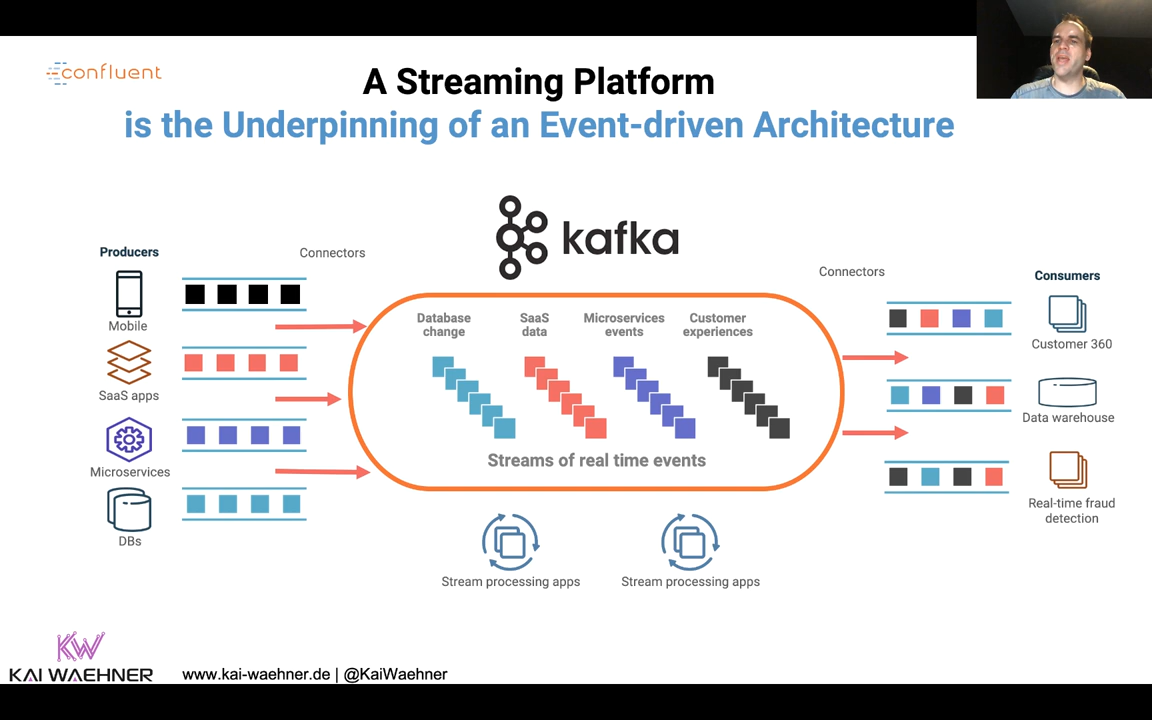 confluent
A Streaming Platform
is the Underpinning of an Event-driven Architecture
kafka
Producers
Connectors
Mobile
SaaS apps
Microservices
DBs
Database
change
SaaS
data
Microservices
events
Customer
experiences
Streams of real time events
Stream processing apps
Stream processing apps
Connectors
Consumers
Customer 360
Data warehouse
Real-time fraud
detection
KW
KAI WAEHNER
www.kai-waehner.de | @KaiWaehner